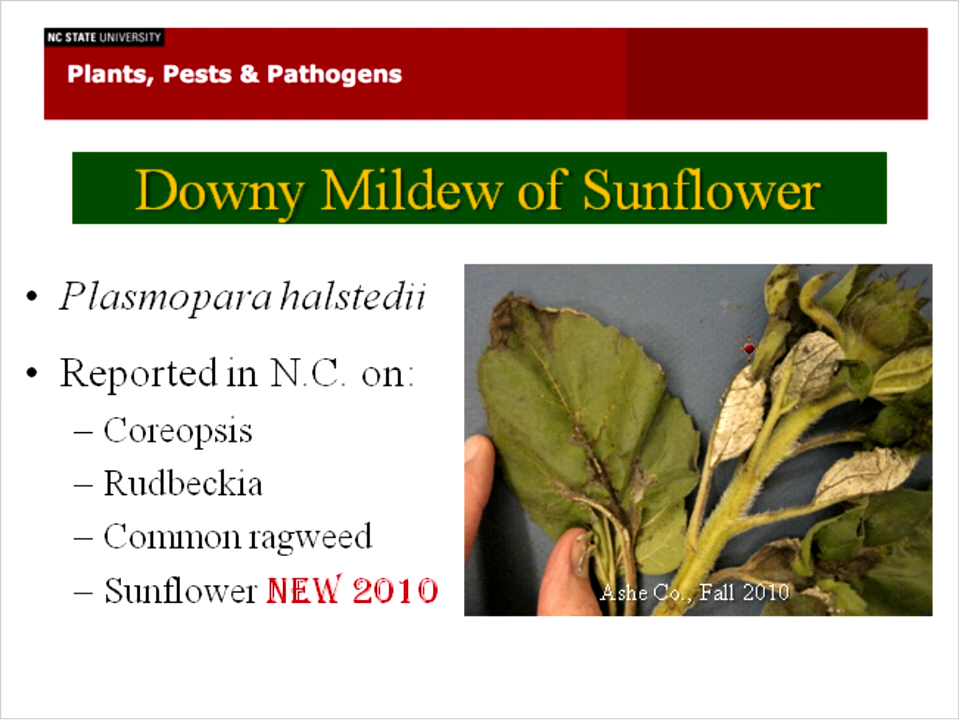 NC STATE UNIVERSITY
Plants, Pests & Pathogens
Downy Mildew of Sunflower
• Plasmopara halstedii
• Reported in N.C. on:
– Coreopsis
– Rudbeckia
– Common ragweed
– Sunflower NEW 2010
Ashe Co., Fall 2010